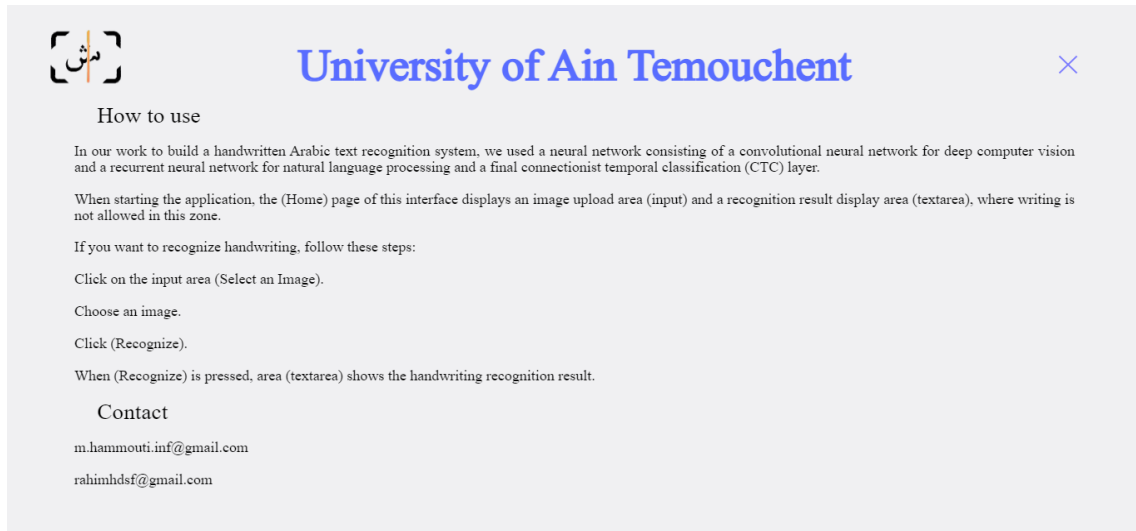 مش
University of Ain Temouchent
How to use
In our work to build a handwritten Arabic text recognition system, we used a neural network consisting of a convolutional neural network for deep computer vision
and a recurrent neural network for natural language processing and a final connectionist temporal classification (CTC) layer.
When starting the application, the (Home) page of this interface displays an image upload area (input) and a recognition result display area (textarea), where writing is
not allowed in this zone.
If you want to recognize handwriting, follow these steps:
Click on the input area (Select an Image).
Choose an image.
Click (Recognize).
When (Recognize) is pressed, area (textarea) shows the handwriting recognition result.
Contact
m.hammouti.inf@gmail.com
rahimhdsf@gmail.com